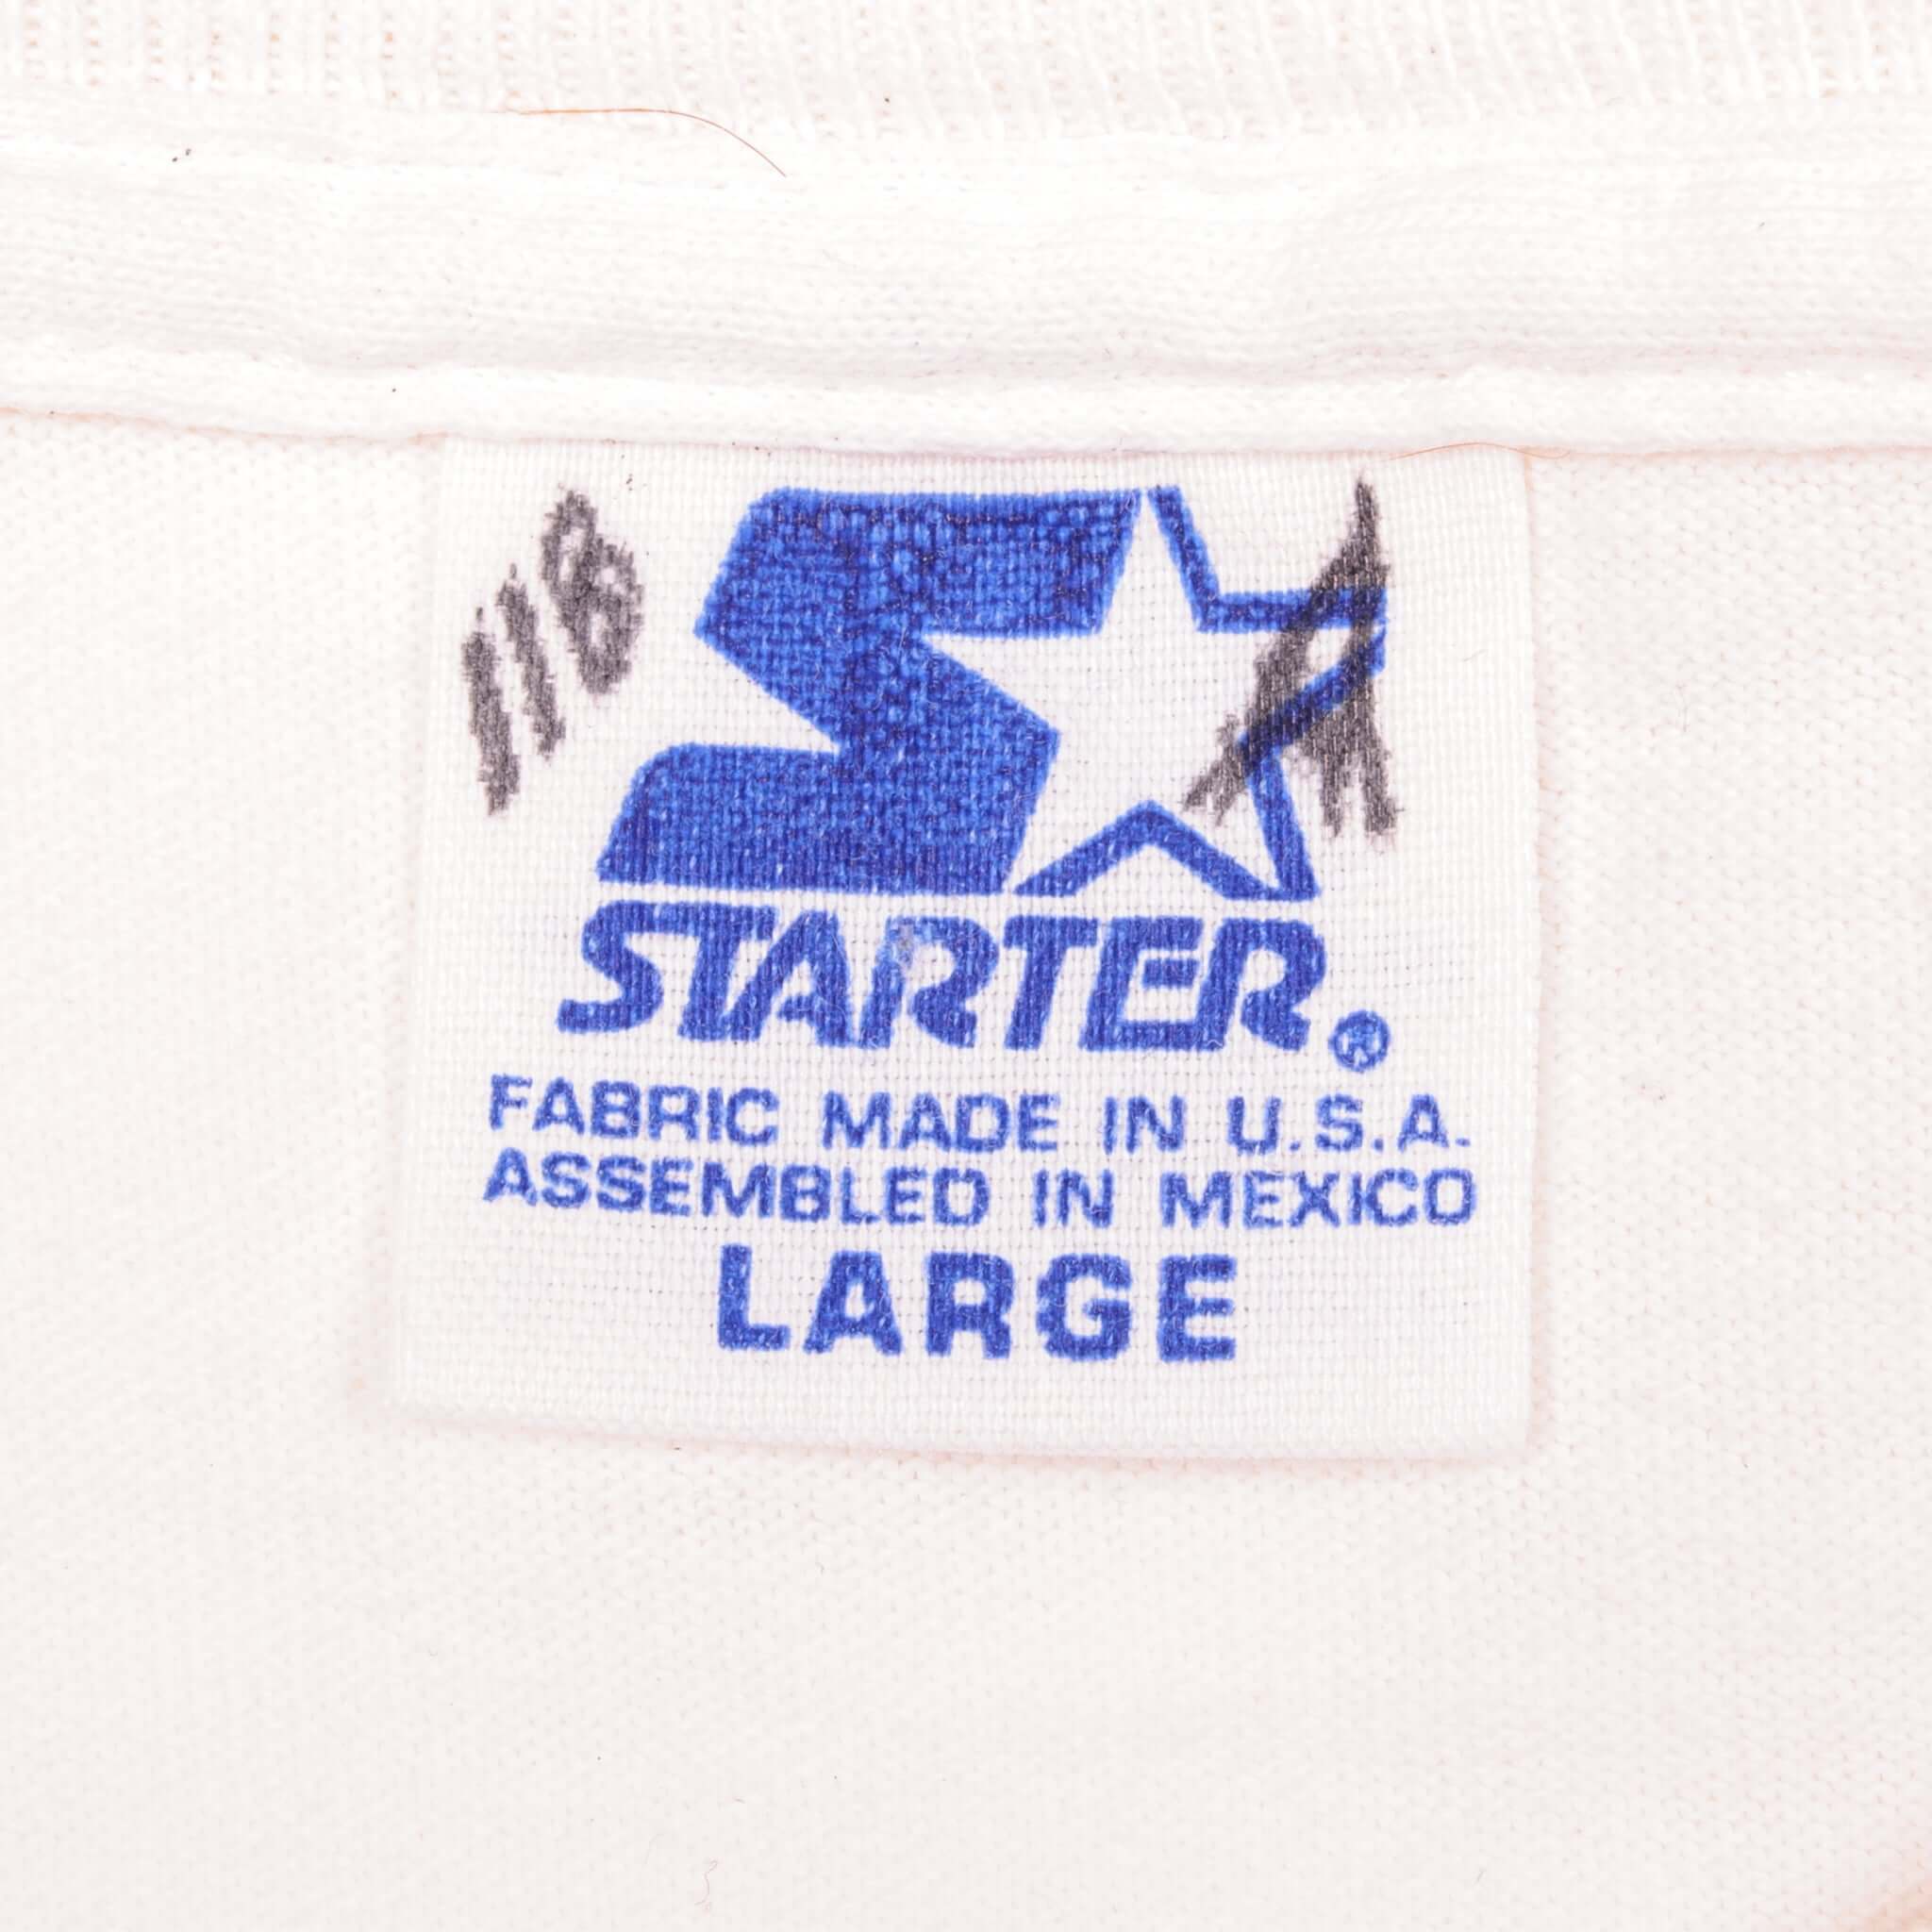 118
STARTER®
FABRIC MADE IN U.S.A.
ASSEMBLED IN MEXICO
LARGE